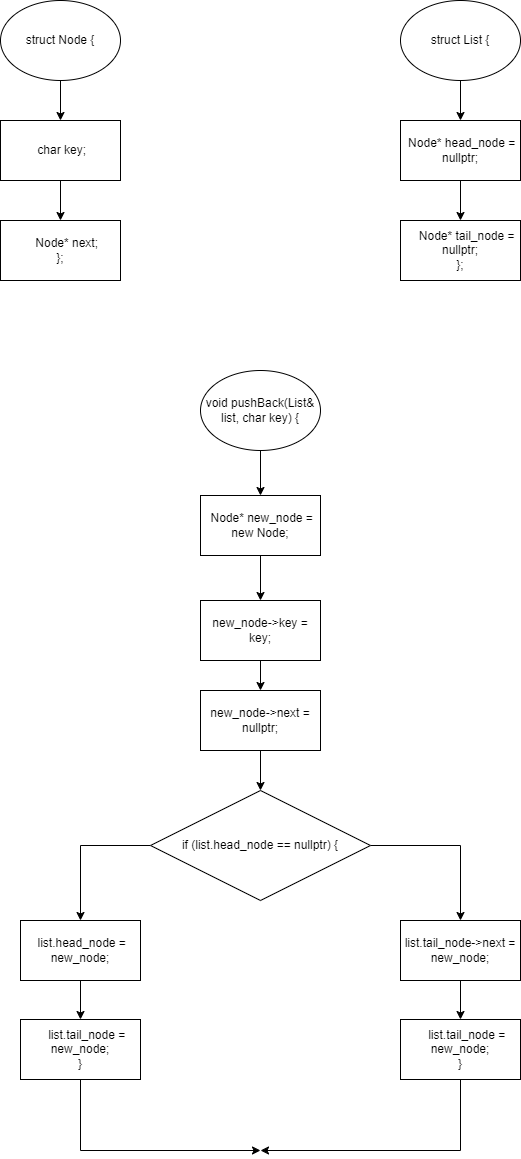 struct Node {
struct List {
char key;
Node* head_node =
nullptr;
Node* next;
};
Node* tail_node =
nullptr;
};
void pushBack(List&
list, char key) {
Node* new_node =
new Node;
new_node->key =
key;
new_node->next =
nullptr;
if (list.head_node == nullptr) {
list.head_node =
new_node;
list.tail_node->next =
new_node;
list.tail_node =
new_node;
}
list.tail_node =
new_node;
}